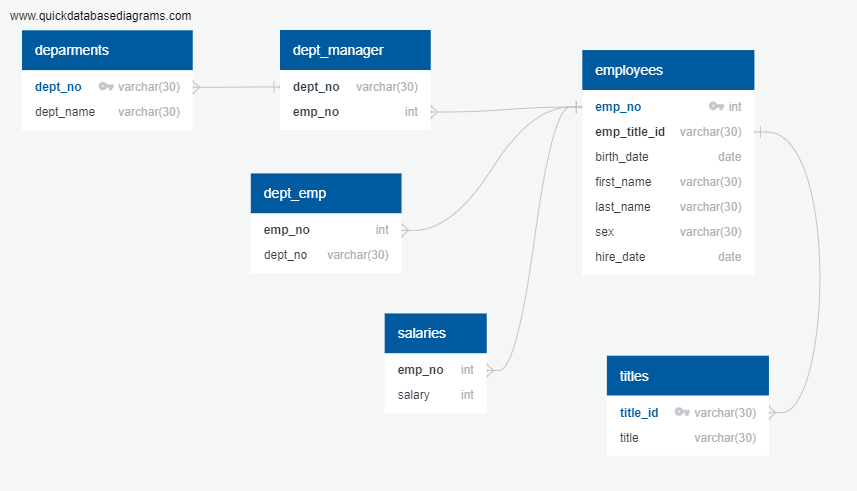 www.quickdatabasediagrams.com
deparments
dept_no varchar(30)
dept_name varchar(30)
dept_manager
dept_no varchar(30)
emp_no int
employees
emp_no int
emp_title_id varchar(30)
birth_date date
first_name varchar(30)
last_name varchar(30)
sex varchar(30)
hire_date date
dept_emp
emp_no int
dept_no varchar(30)
salaries
emp_no int
salary int
titles
title_id varchar(30)
title varchar(30)